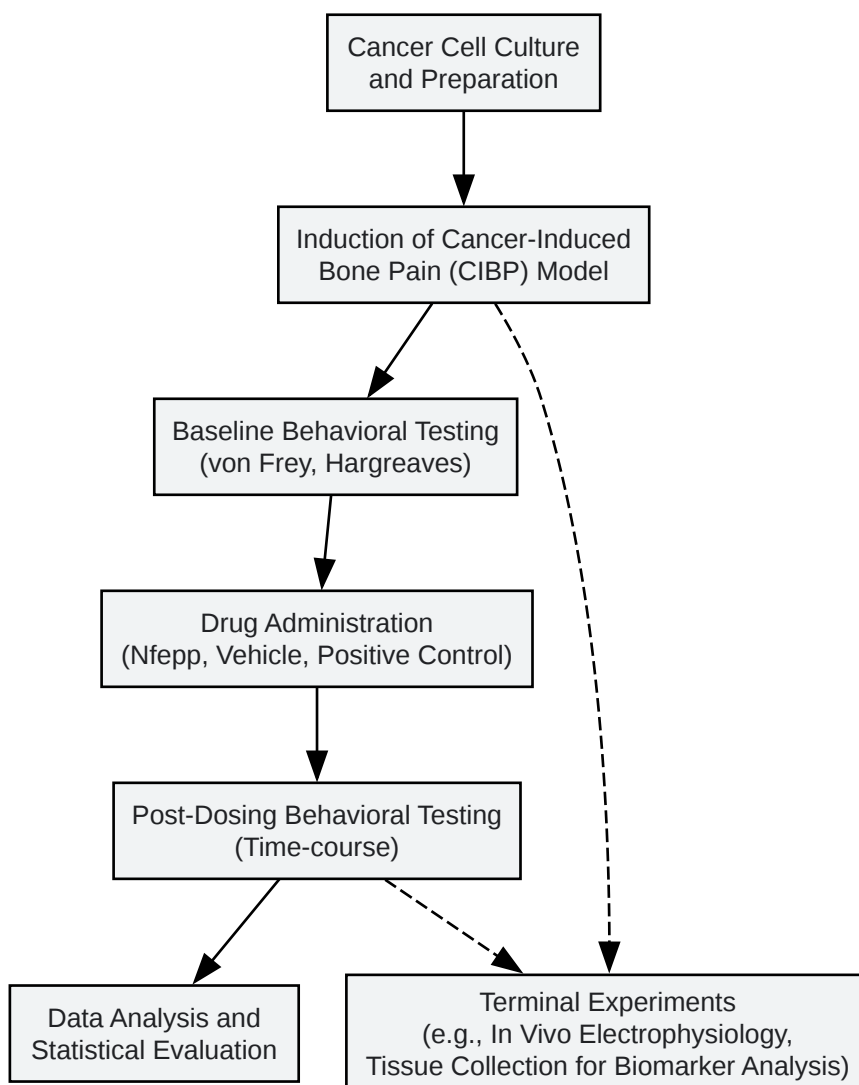 Cancer Cell Culture
and Preparation
Induction of Cancer-Induced
Bone Pain (CIBP) Model
Baseline Behavioral Testing
(von Frey, Hargreaves)
Drug Administration
(Nfepp, Vehicle, Positive Control)
Post-Dosing Behavioral Testing
(Time-course)
Data Analysis and
Statistical Evaluation
Terminal Experiments
(e.g., In Vivo Electrophysiology,
Tissue Collection for Biomarker Analysis)